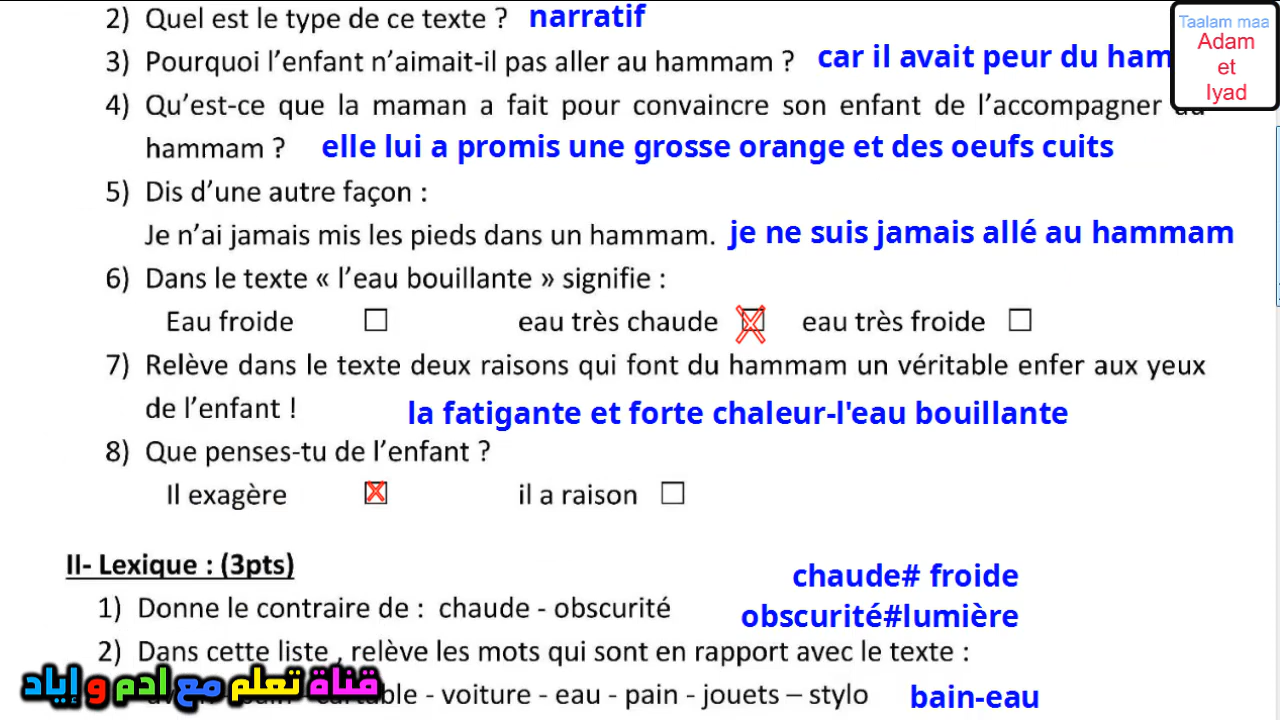 2) Quel est le type de ce texte ? narratif
3) Pourquoi l'enfant n'aimait-il pas aller au hammam ? car il avait peur du ham
4) Qu'est-ce que la maman a fait pour convaincre son enfant de l'accompagner au
hammam ? elle lui a promis une grosse orange et des oeufs cuits
5) Dis d'une autre façon :
Je n'ai jamais mis les pieds dans un hammam. je ne suis jamais allé au hammam
6) Dans le texte « l'eau bouillante » signifie :
Eau froide ☐ eau très chaude ☒ eau très froide ☐
7) Relève dans le texte deux raisons qui font du hammam un véritable enfer aux yeux
de l'enfant ! la fatigante et forte chaleur-l'eau bouillante
8) Que penses-tu de l'enfant ?
Il exagère ☒ il a raison ☐
II- Lexique : (3pts)
chaude# froide
1) Donne le contraire de : chaude - obscurité
obscurité#lumière
2) Dans cette liste , relève les mots qui sont en rapport avec le texte :
- voiture - eau - pain - jouets – stylo bain-eau
Taalam maa
Adam
et
Iyad
قناة تعلم مع ادم و إياد